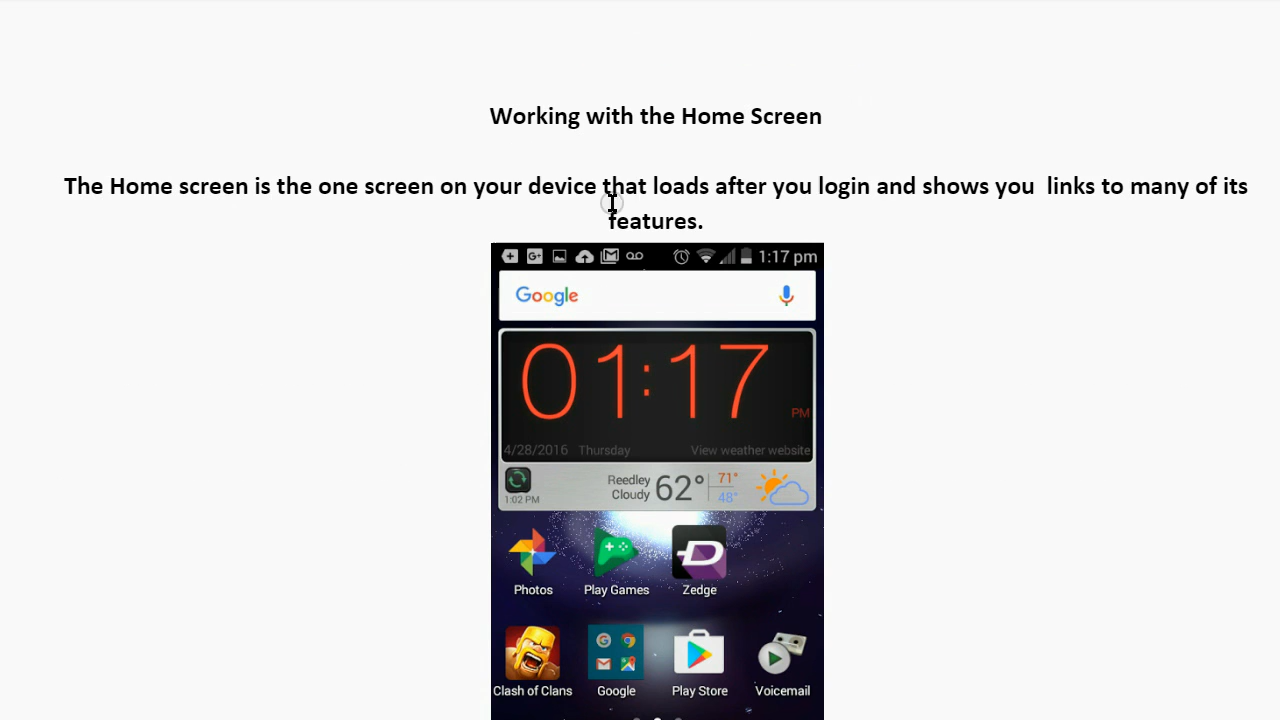 Working with the Home Screen
The Home screen is the one screen on your device that loads after you login and shows you  links to many of its
features.
G+ 1:17 pm
Google
01:17
PM
4/28/2016 Thursday View weather website
Reedley 62° 71°
Cloudy 48°
1:02 PM
Photos Play Games Zedge
Clash of Clans Google Play Store Voicemail